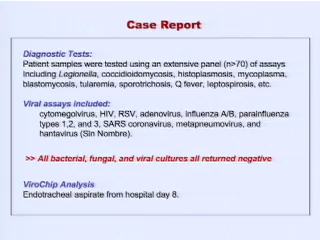 Case Report
Diagnostic Tests:
Patient samples were tested using an extensive panel (n>70) of assays
Including Legionella, coccidioidomycosis, histoplasmosis, mycoplasma,
blastomycosis, tularemia, sporotrichosis, Q fever, leptospirosis, etc.
Viral assays included:
cytomegolvirus, HIV, RSV, adenovirus, influenza A/B, parainfluenza
types 1,2, and 3, SARS coronavirus, metapneumovirus, and
hantavirus (Sin Nombre).
>> All bacterial, fungal, and viral cultures all returned negative
ViroChip Analysis
Endotracheal aspirate from hospital day 8.